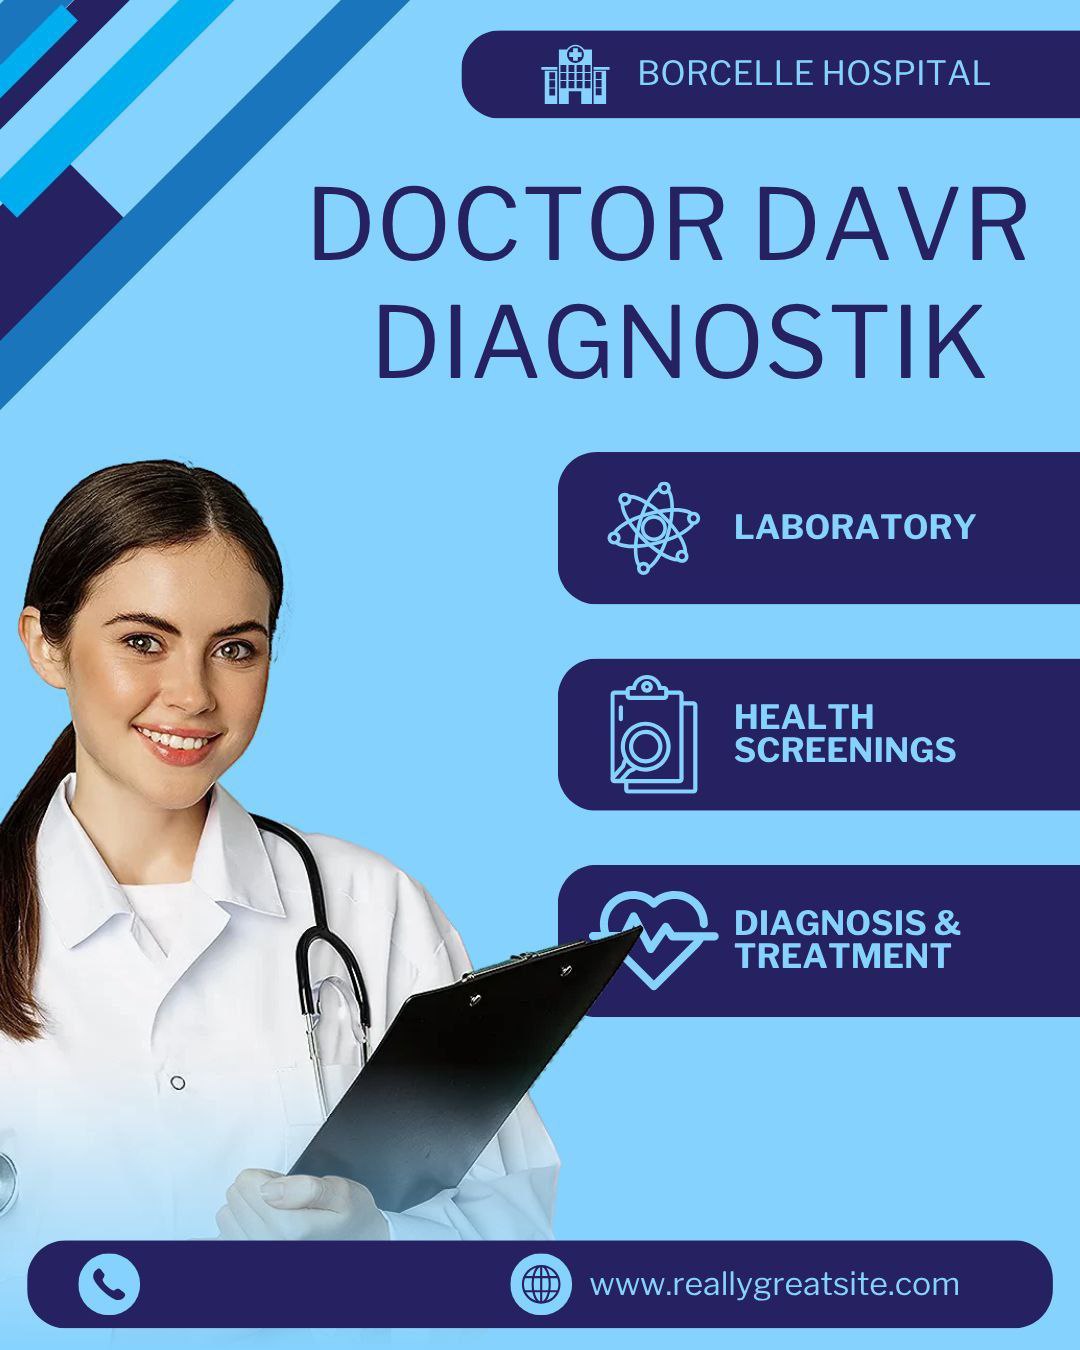 BORCELLE HOSPITAL
DOCTOR DAVR
DIAGNOSTIK
LABORATORY
HEALTH
SCREENINGS
DIAGNOSIS &
TREATMENT
www.reallygreatsite.com